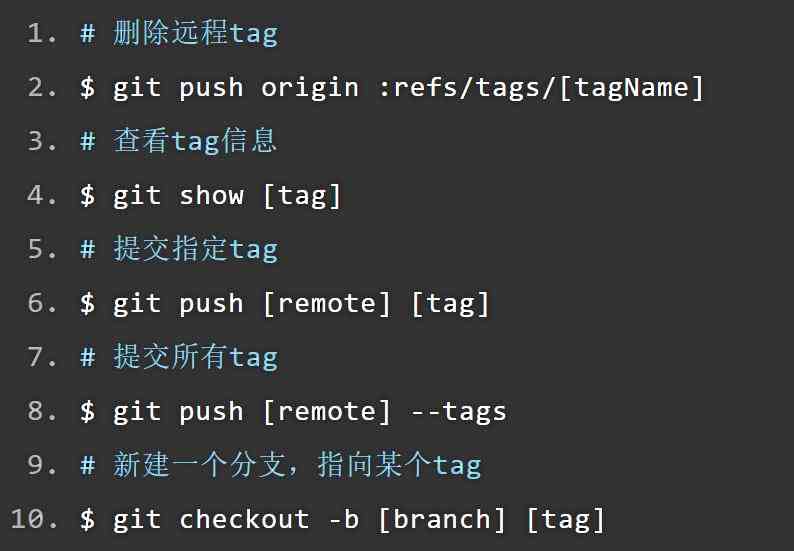 1. # 删除远程tag
2. $ git push origin :refs/tags/[tagName]
3. # 查看tag信息
4. $ git show [tag]
5. # 提交指定tag
6. $ git push [remote] [tag]
7. # 提交所有tag
8. $ git push [remote] --tags
9. # 新建一个分支，指向某个tag
10. $ git checkout -b [branch] [tag]